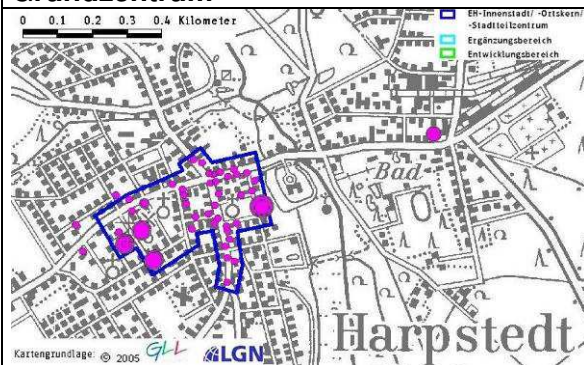 Grundzentrum
0 0.1 0.2 0.3 0.4 Kilometer
EH-Innenstadt/ -Ortskern/
-Stadtteilzentrum
Ergänzungsbereich
Entwicklungsbereich
Bad
Harpstedt
Kartengrundlage: © 2005 GLL LGN